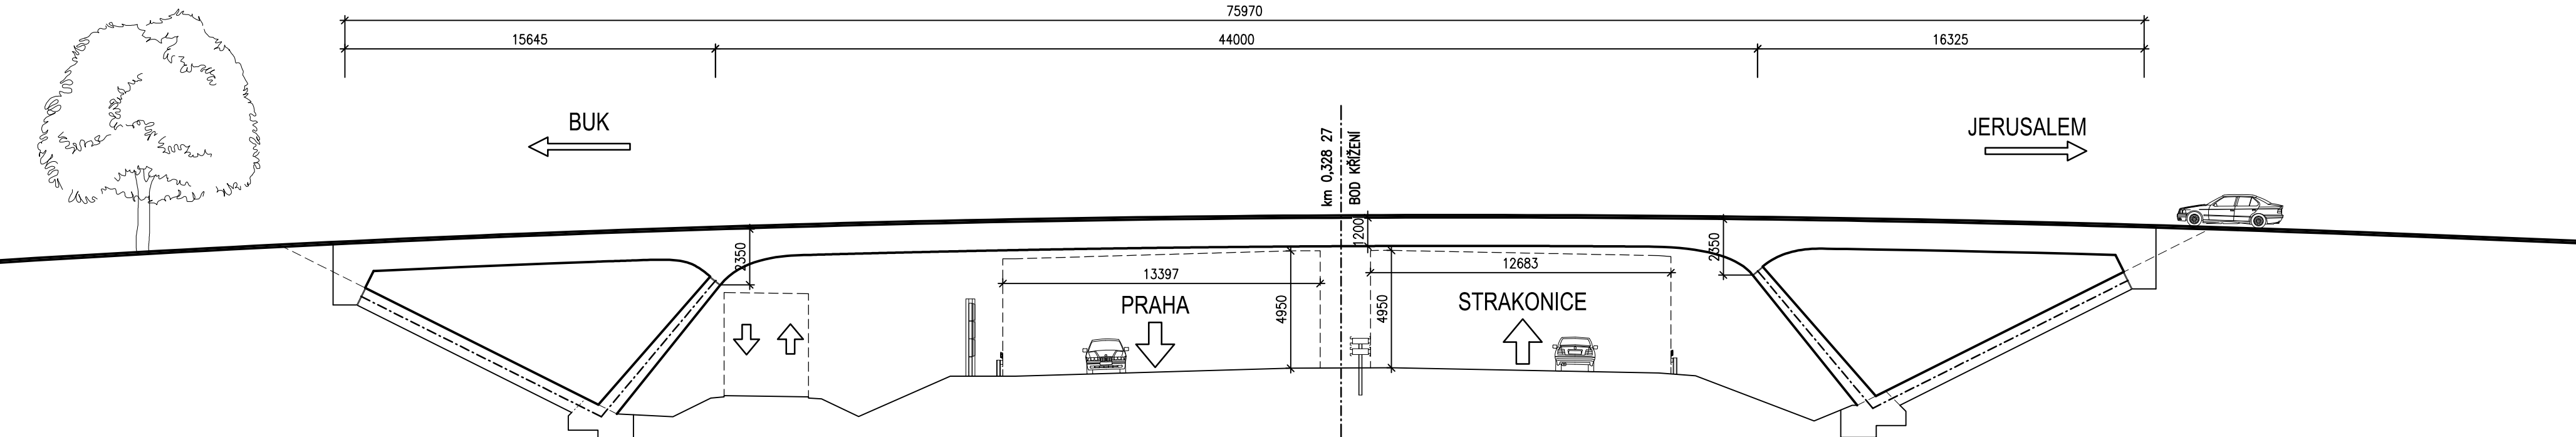 75970
15645
44000
16325
BUK
JERUSALEM
km 0,328 27
BOD KŘÍŽENÍ
2350
1200
2350
13397
12683
PRAHA
STRAKONICE
4950
4950